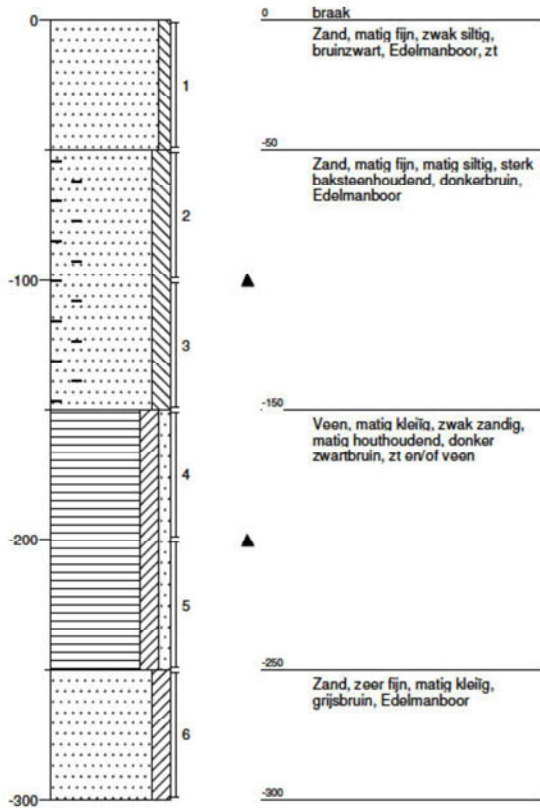 0
0 braak
Zand, matig fijn, zwak siltig,
bruinzwart, Edelmanboor, zt
1
-50
Zand, matig fijn, matig siltig, sterk
baksteenhoudend, donkerbruin,
Edelmanboor
2
-100
3
-150
Veen, matig kleiïg, zwak zandig,
matig houthoudend, donker
zwartbruin, zt en/of veen
4
-200
5
-250
Zand, zeer fijn, matig kleiïg,
grijsbruin, Edelmanboor
6
-300
-300